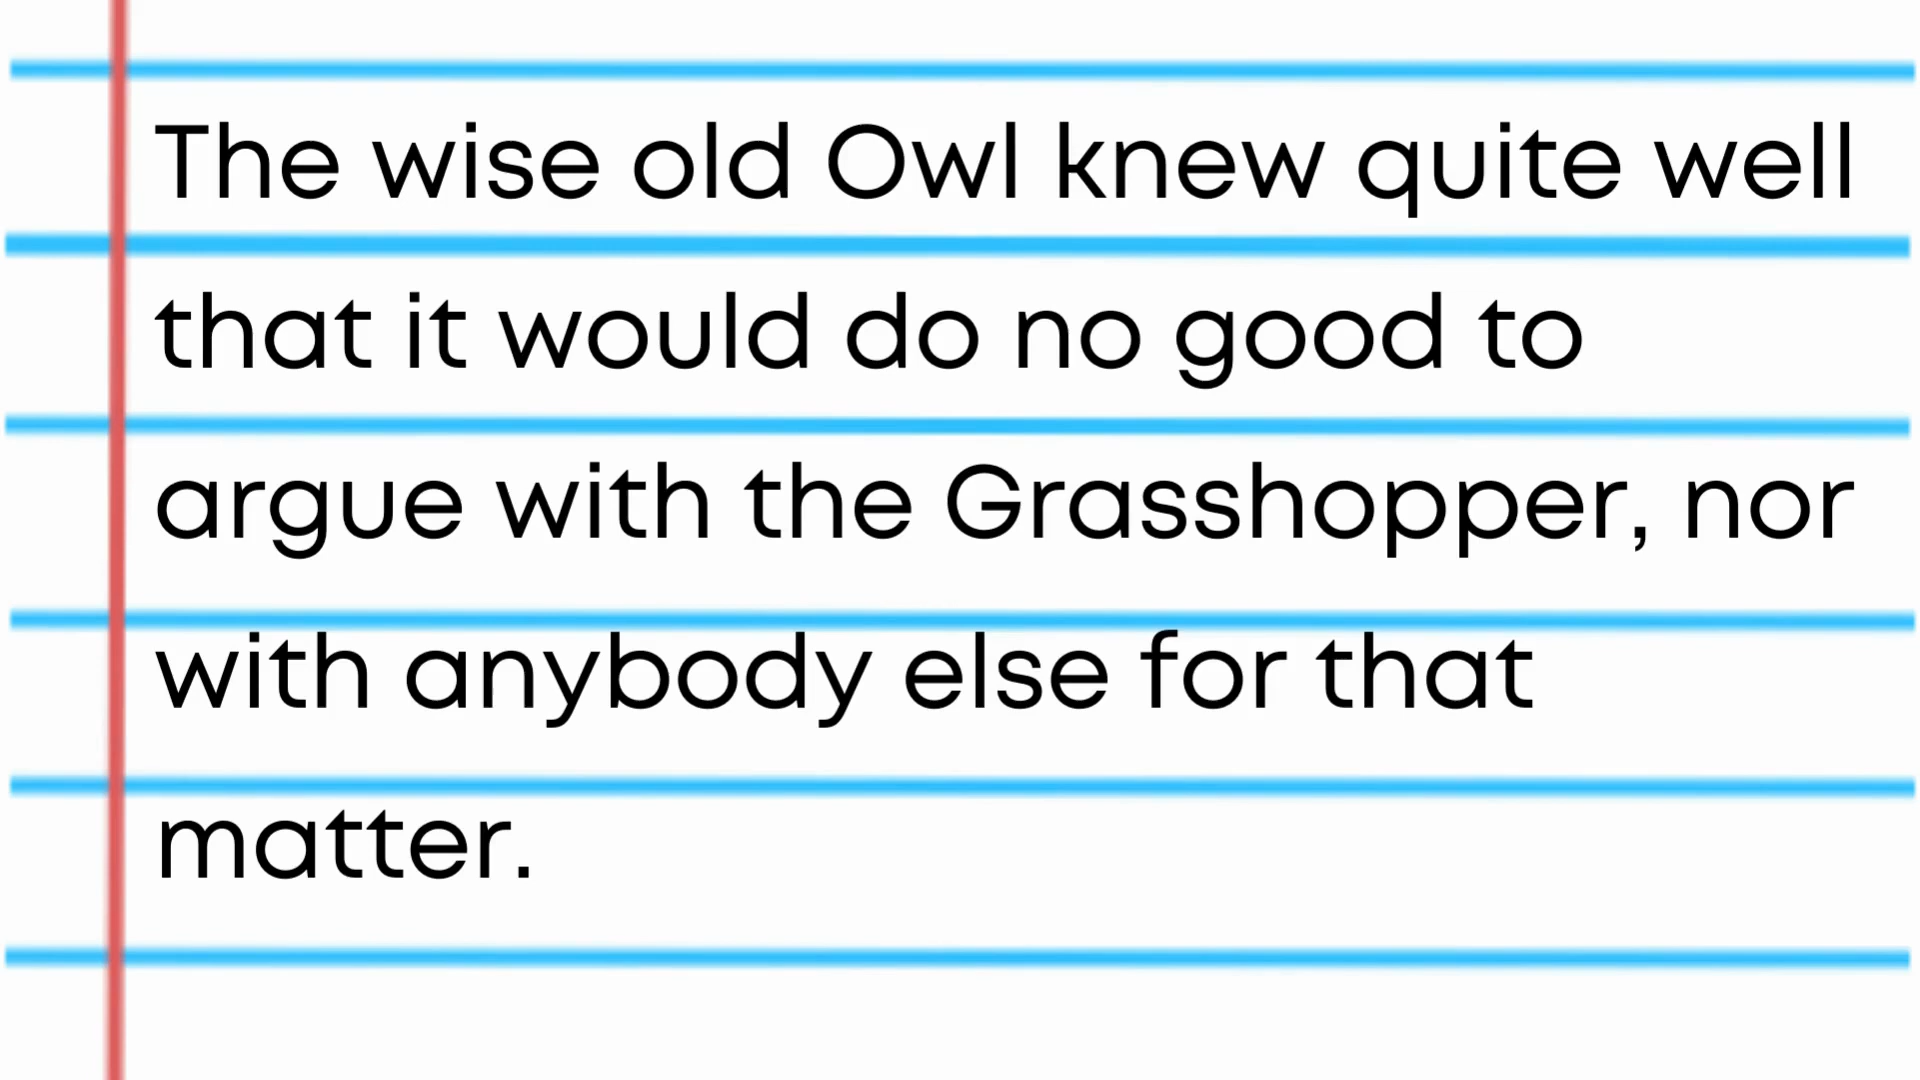 The wise old Owl knew quite well
that it would do no good to
argue with the Grasshopper, nor
with anybody else for that
matter.